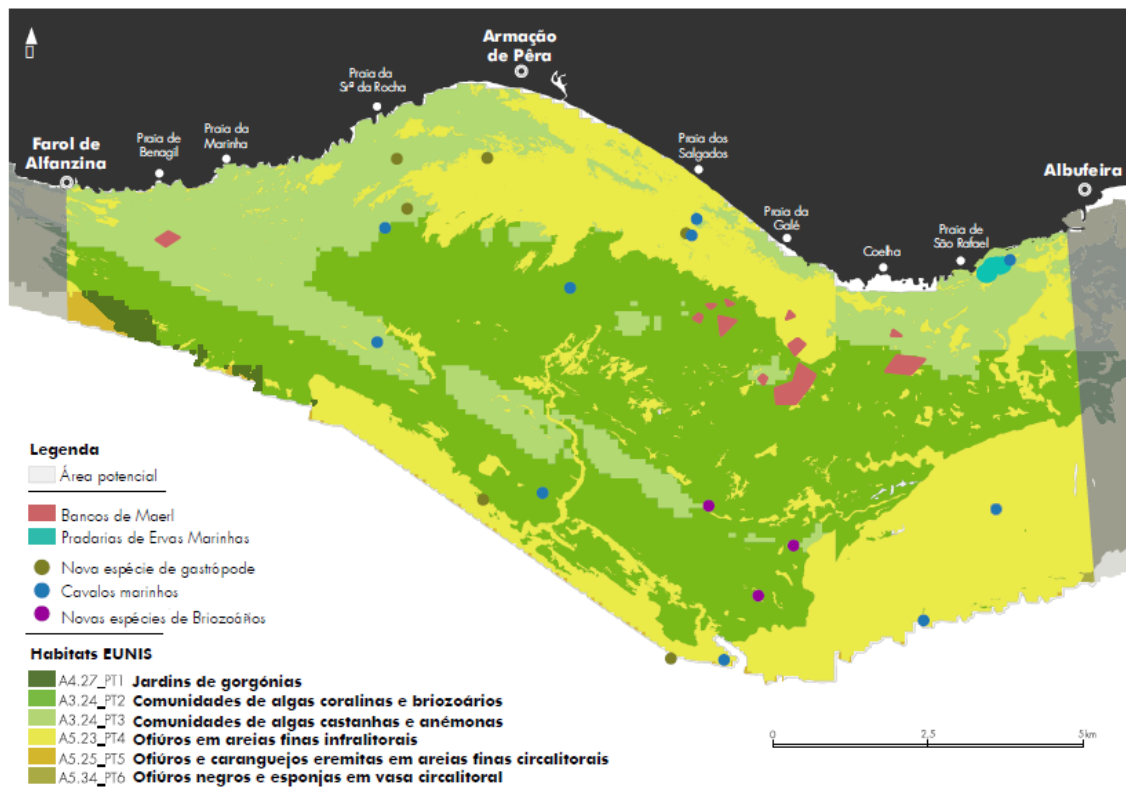 Armação
de Pêra
Praia da
Srª da Rocha
Praia da
Marinha
Praia de
Benagil
Farol de
Alfanzina
Praia dos
Salgados
Praia da
Galé
Coelha
Praia de
São Rafael
Albufeira
Legenda
Área potencial
Bancos de Maerl
Pradarias de Ervas Marinhas
Nova espécie de gastrópode
Cavalos marinhos
Novas espécies de Briozoáños
Habitats EUNIS
A4.27_PT1 Jardins de gorgónias
A3.24_PT2 Comunidades de algas coralinas e briozoários
A3.24_PT3 Comunidades de algas castanhas e anémonas
A5.23_PT4 Ofiúros em areias finas infralitorais
A5.25_PT5 Ofiúros e caranguejos eremitas em areias finas circalitorais
A5.34_PT6 Ofiúros negros e esponjas em vasa circalitoral
0 2,5 5km